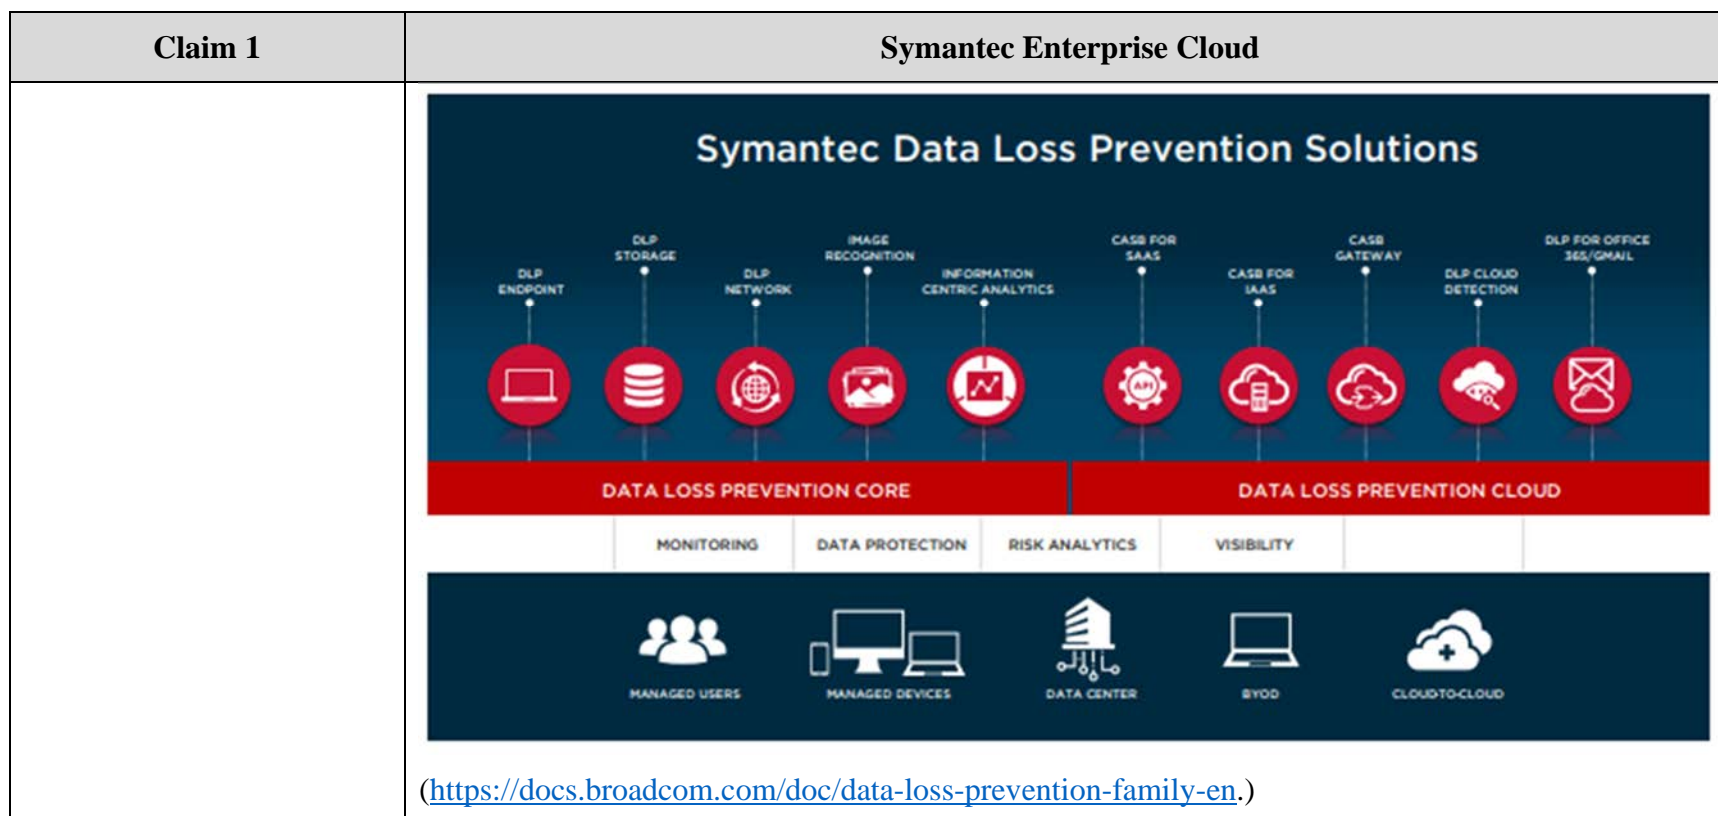 Claim 1
Symantec Enterprise Cloud
Symantec Data Loss Prevention Solutions
DLP
ENDPOINT
DLP
STORAGE
DLP
NETWORK
IMAGE
RECOGNITION
INFORMATION
CENTRIC ANALYTICS
CASB FOR
SAAS
CASB FOR
IAAS
CASB
GATEWAY
DLP CLOUD
DETECTION
DLP FOR OFFICE
365/GMAIL
API
DATA LOSS PREVENTION CORE
DATA LOSS PREVENTION CLOUD
MONITORING
DATA PROTECTION
RISK ANALYTICS
VISIBILITY
MANAGED USERS
MANAGED DEVICES
DATA CENTER
BYOD
CLOUD-TO-CLOUD
(https://docs.broadcom.com/doc/data-loss-prevention-family-en.)